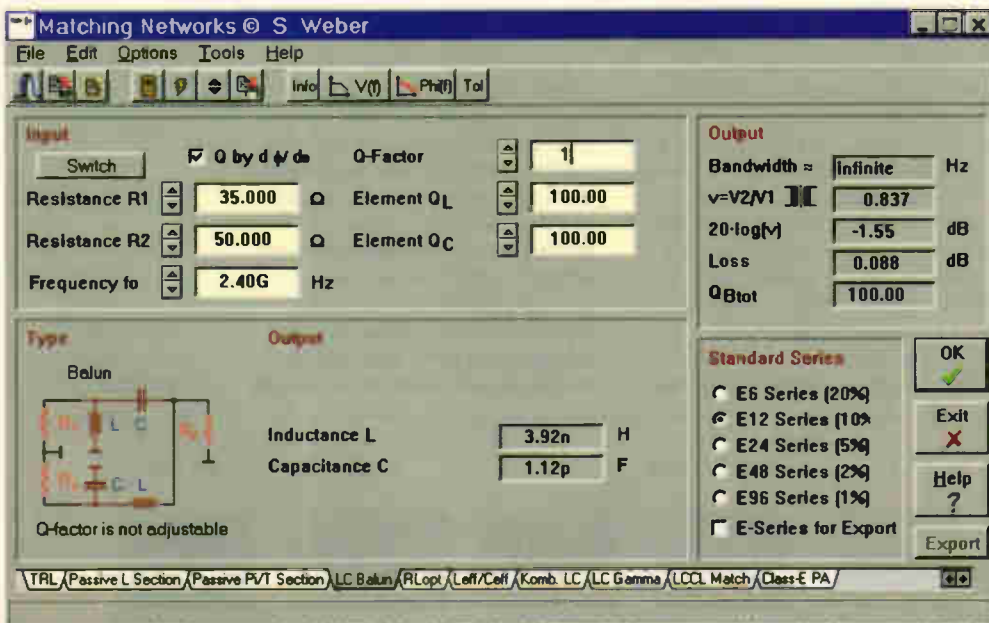 Matching Networks © S Weber
File Edit Options Tools Help
Info V(f) Phi(f) Tol
Input
Switch
Q by d φ/ dω
Q-Factor
1
Resistance R1
35.000
Ω
Element QL
100.00
Resistance R2
50.000
Ω
Element QC
100.00
Frequency fo
2.40G
Hz
Output
Bandwidth ≈
infinite
Hz
v=V2/V1
0.837
20·log(v)
-1.55
dB
Loss
0.088
dB
QBtot
100.00
Type
Balun
L C
C L
Q-factor is not adjustable
Output
Inductance L
3.92n
H
Capacitance C
1.12p
F
Standard Series
E6 Series (20%)
E12 Series (10%
E24 Series (5%)
E48 Series (2%)
E96 Series (1%)
E-Series for Export
OK
Exit
Help
?
Export
TRL Passive L Section Passive Pi/T Section LC Balun RLopt Leff/Ceff Komb. LC LC Gamma LCCL Match Class-E PA